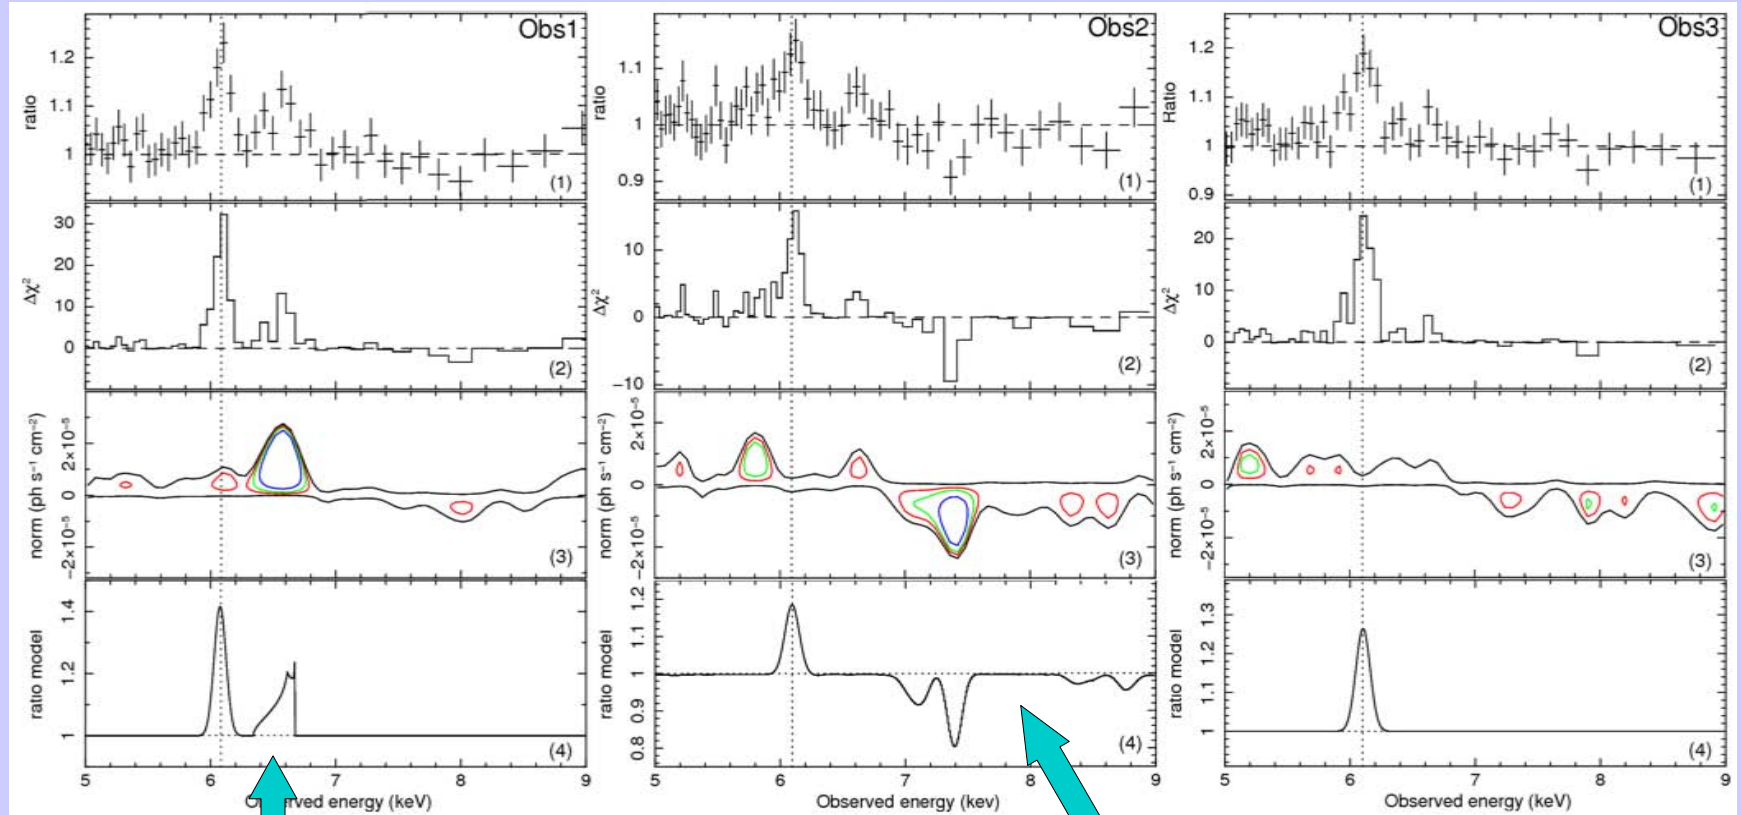 Obs1
ratio
1.2
1.1
1
(1)
Δχ²
30
20
10
0
(2)
norm (ph s⁻¹ cm⁻²)
2×10⁻⁵
0
−2×10⁻⁵
(3)
ratio model
1.4
1.2
1
(4)
5 6 7 8 9
Observed energy (keV)
Obs2
ratio
1.1
1
0.9
(1)
Δχ²
10
0
−10
(2)
norm (ph s⁻¹ cm⁻²)
2×10⁻⁵
0
−2×10⁻⁵
(3)
ratio model
1.2
1.1
1
0.9
0.8
(4)
5 6 7 8 9
Observed energy (kev)
Obs3
Ratio
1.2
1.1
1
0.9
(1)
Δχ²
20
10
0
(2)
norm (ph s⁻¹ cm⁻²)
2×10⁻⁵
0
−2×10⁻⁵
(3)
ratio model
1.3
1.2
1.1
1
(4)
5 6 7 8 9
Observed energy (keV)